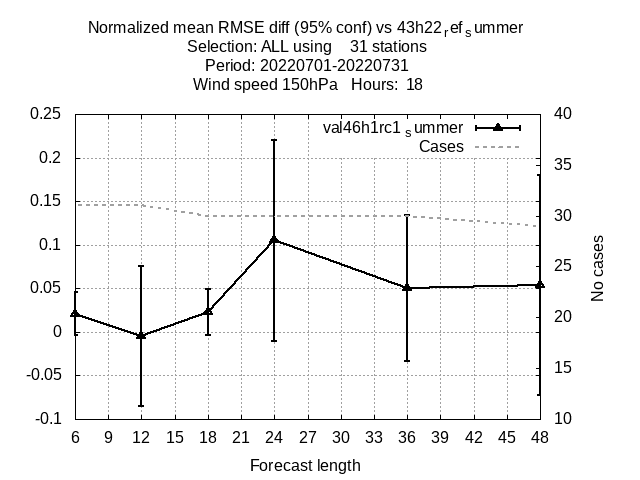 Normalized mean RMSE diff (95% conf) vs 43h22refsummer
Selection: ALL using 31 stations
Period: 20220701-20220731
Wind speed 150hPa Hours: 18
0.25
0.2
0.15
0.1
0.05
0
-0.05
-0.1
val46h1rc1summer
Cases
40
35
30
25
20
15
10
No cases
6 9 12 15 18 21 24 27 30 33 36 39 42 45 48
Forecast length